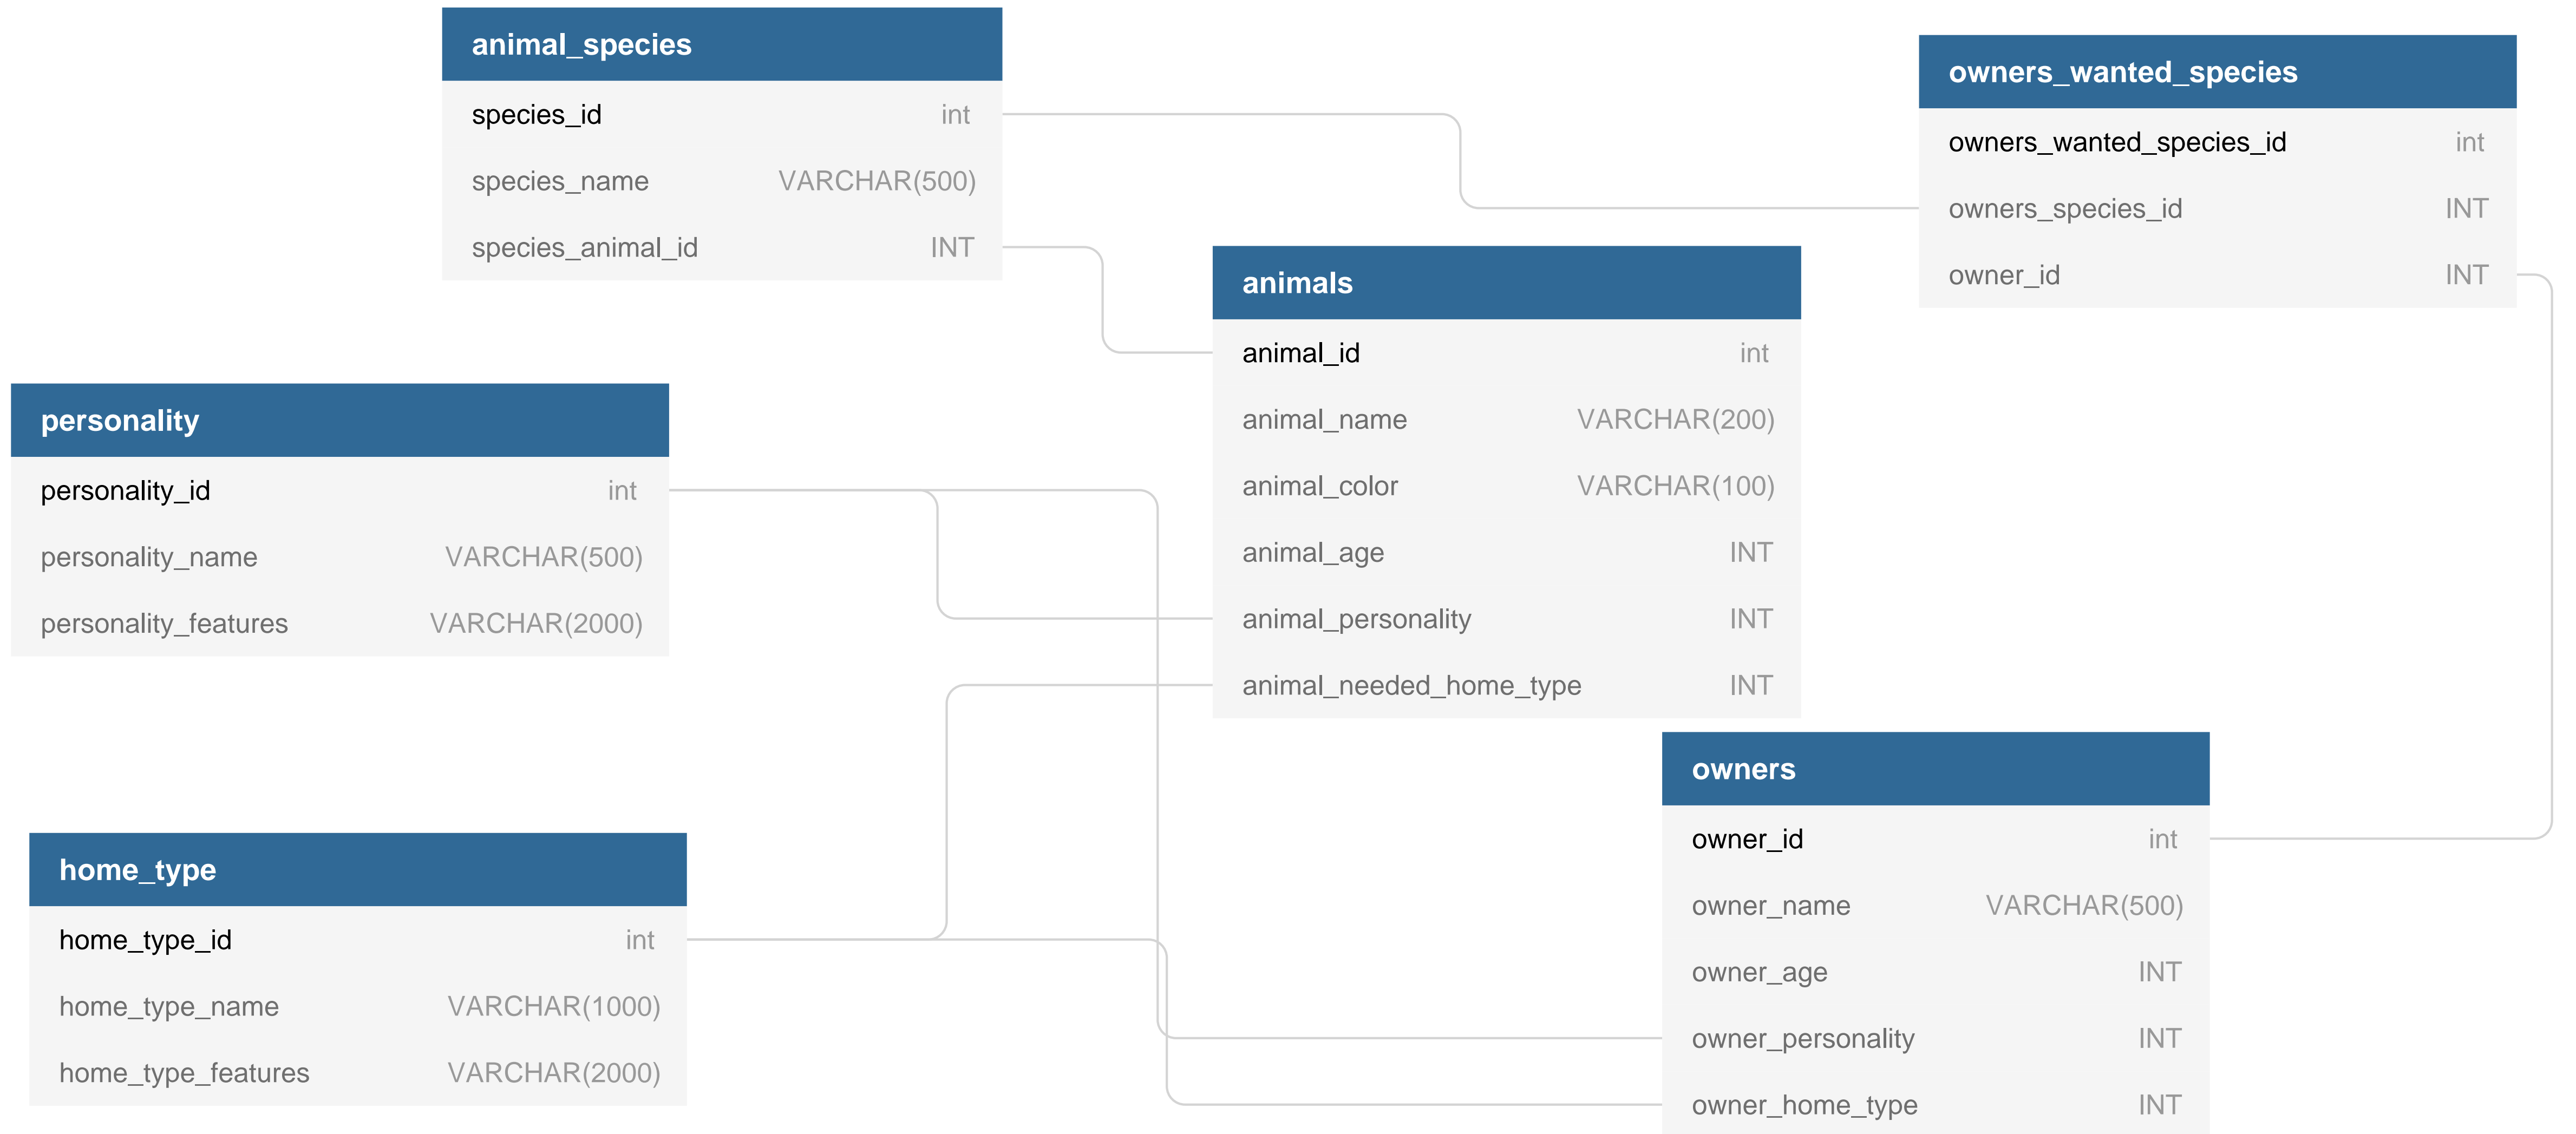 animal_species
species_id int
species_name VARCHAR(500)
species_animal_id INT
owners_wanted_species
owners_wanted_species_id int
owners_species_id INT
owner_id INT
animals
animal_id int
animal_name VARCHAR(200)
animal_color VARCHAR(100)
animal_age INT
animal_personality INT
animal_needed_home_type INT
personality
personality_id int
personality_name VARCHAR(500)
personality_features VARCHAR(2000)
owners
owner_id int
owner_name VARCHAR(500)
owner_age INT
owner_personality INT
owner_home_type INT
home_type
home_type_id int
home_type_name VARCHAR(1000)
home_type_features VARCHAR(2000)